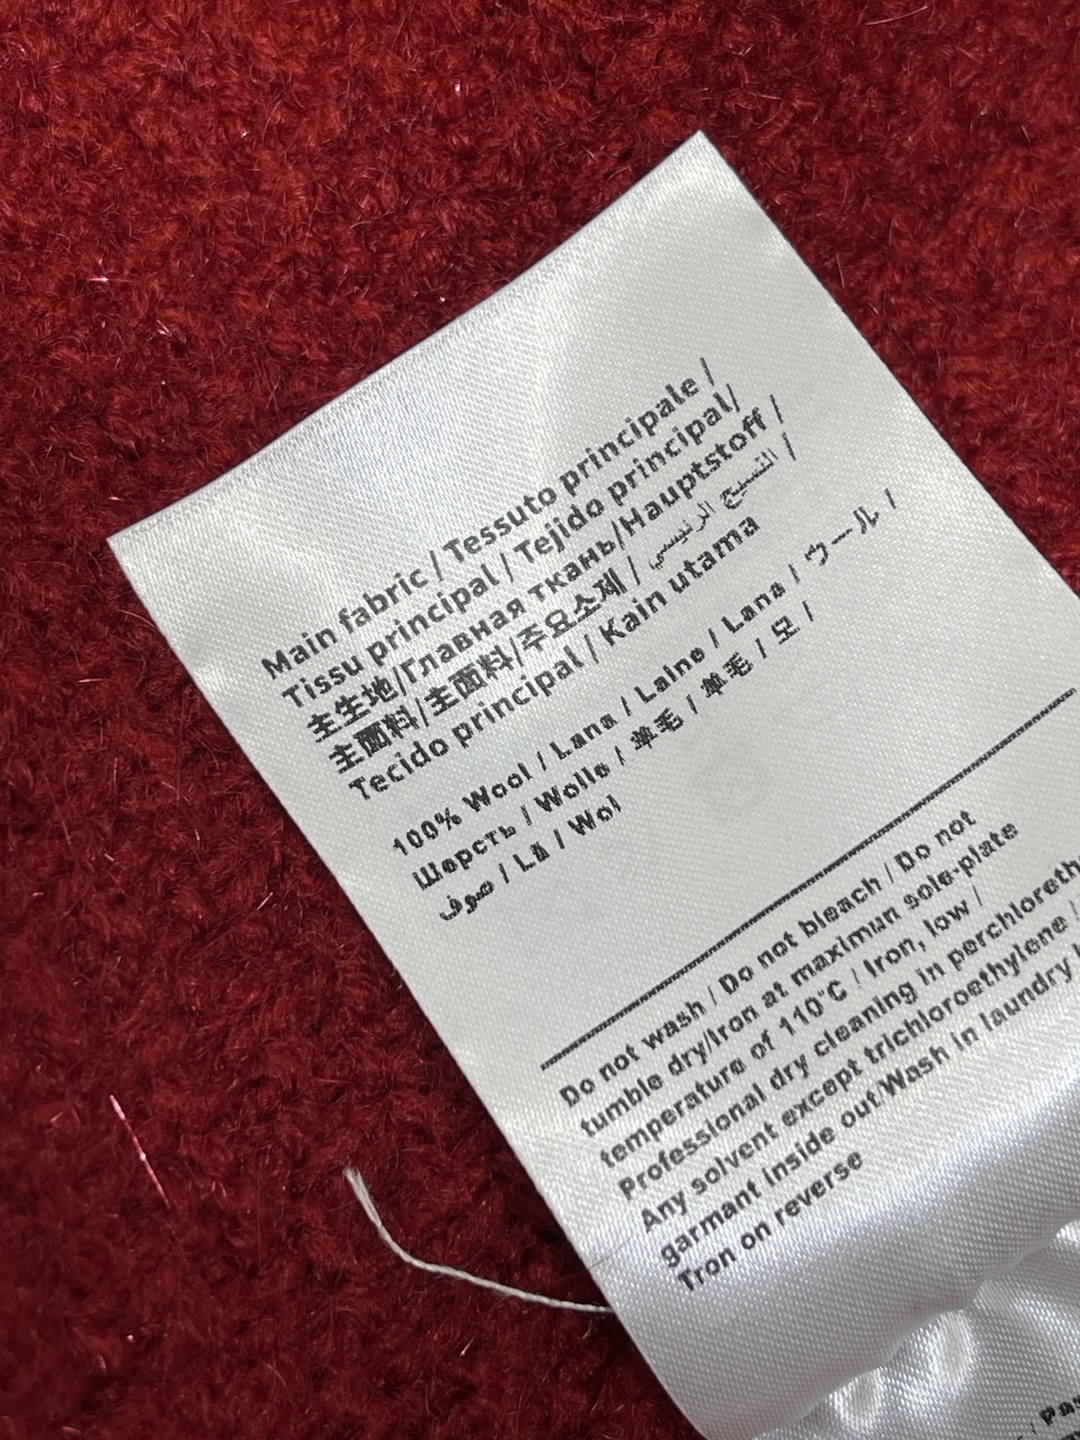 Main fabric / Tessuto principale /
Tissu principal / Tejido principal/
主生地/Главная ткань/Hauptstoff /
主面料/主面料/주요소제 / النسيج الرئيسي /
Tecido principal / Kain utama
100% Wool / Lana / Laine / Lana / ウール /
Шерсть / Wolle / 羊毛 / 羊毛 / 모 /
صوف / Lã / Wol
Do not wash / Do not bleach / Do not
tumble dry/Iron at maximun sole-plate
temperature of 110°C / Iron, low /
Professional dry cleaning in perchloreth
Any solvent except trichloroethylene /
garmant inside out/Wash in laundry
Tron on reverse